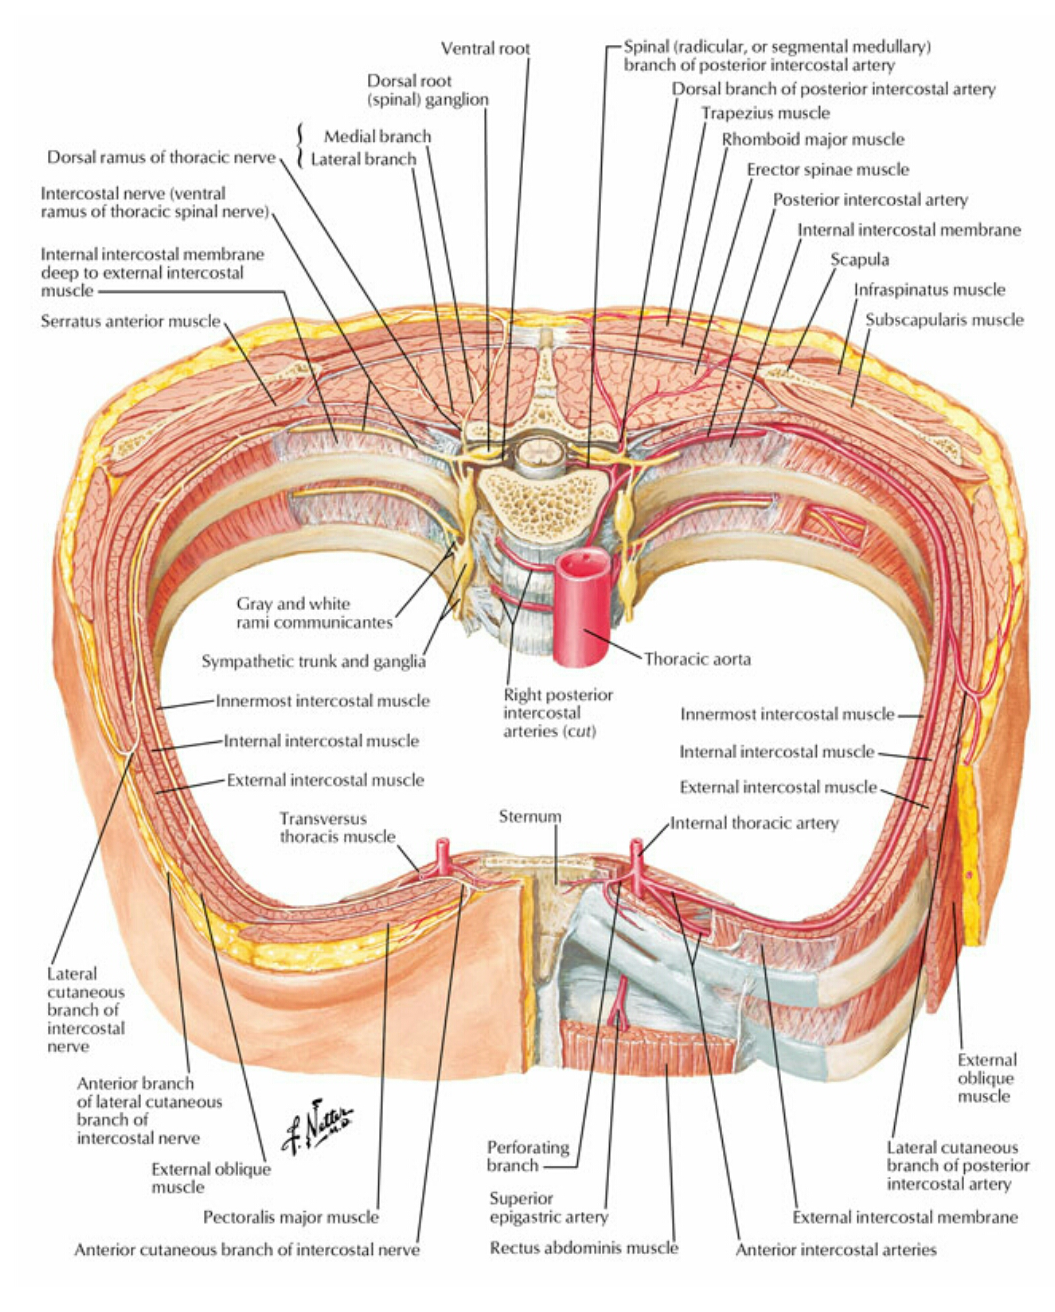 Ventral root
Spinal (radicular, or segmental medullary)
branch of posterior intercostal artery
Dorsal root
(spinal) ganglion
Dorsal branch of posterior intercostal artery
Trapezius muscle
Medial branch
Lateral branch
Rhomboid major muscle
Dorsal ramus of thoracic nerve
Erector spinae muscle
Intercostal nerve (ventral
ramus of thoracic spinal nerve)
Posterior intercostal artery
Internal intercostal membrane
Internal intercostal membrane
deep to external intercostal
muscle
Scapula
Infraspinatus muscle
Serratus anterior muscle
Subscapularis muscle
Gray and white
rami communicantes
Sympathetic trunk and ganglia
Thoracic aorta
Innermost intercostal muscle
Right posterior
intercostal
arteries (cut)
Innermost intercostal muscle
Internal intercostal muscle
Internal intercostal muscle
External intercostal muscle
External intercostal muscle
Transversus
thoracis muscle
Sternum
Internal thoracic artery
Lateral
cutaneous
branch of
intercostal
nerve
Anterior branch
of lateral cutaneous
branch of
intercostal nerve
F. Netter
M.D.
External
oblique
muscle
External oblique
muscle
Perforating
branch
Lateral cutaneous
branch of posterior
intercostal artery
Pectoralis major muscle
Superior
epigastric artery
External intercostal membrane
Anterior cutaneous branch of intercostal nerve
Rectus abdominis muscle
Anterior intercostal arteries